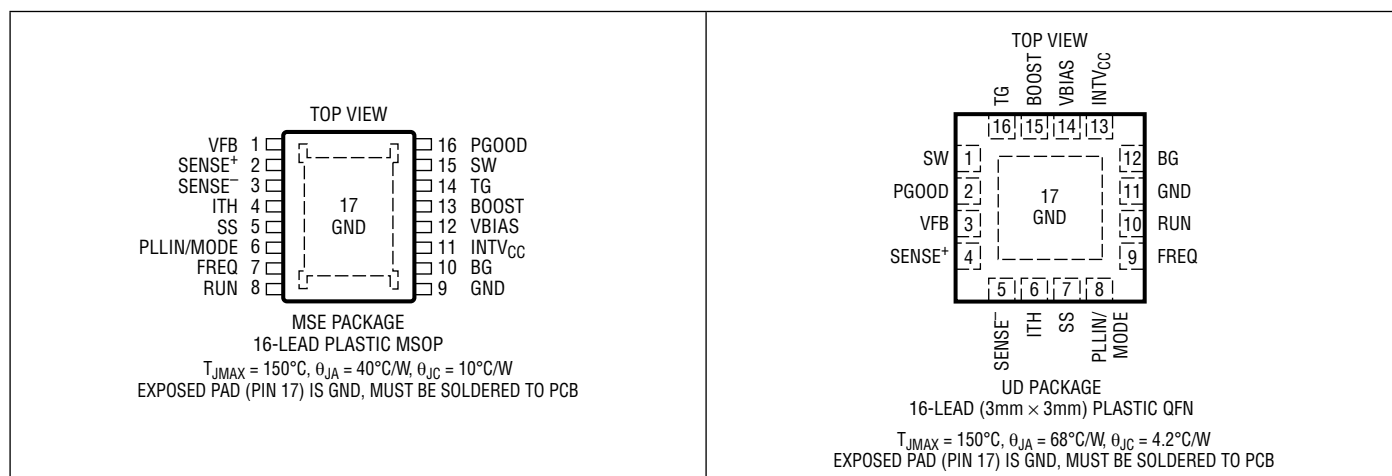 TOP VIEW
VFB 1
SENSE+ 2
SENSE− 3
ITH 4
SS 5
PLLIN/MODE 6
FREQ 7
RUN 8
17
GND
16 PGOOD
15 SW
14 TG
13 BOOST
12 VBIAS
11 INTVCC
10 BG
9 GND
MSE PACKAGE
16-LEAD PLASTIC MSOP
TJMAX = 150°C, θJA = 40°C/W, θJC = 10°C/W
EXPOSED PAD (PIN 17) IS GND, MUST BE SOLDERED TO PCB
TOP VIEW
TG
BOOST
VBIAS
INTVCC
16 15 14 13
SW 1
PGOOD 2
VFB 3
SENSE+ 4
17
GND
12 BG
11 GND
10 RUN
9 FREQ
5 6 7 8
SENSE−
ITH
SS
PLLIN/
MODE
UD PACKAGE
16-LEAD (3mm × 3mm) PLASTIC QFN
TJMAX = 150°C, θJA = 68°C/W, θJC = 4.2°C/W
EXPOSED PAD (PIN 17) IS GND, MUST BE SOLDERED TO PCB